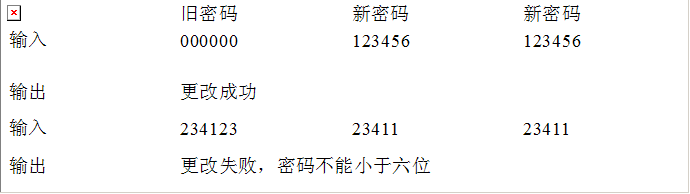 旧密码 新密码 新密码
输入 000000 123456 123456
输出 更改成功
输入 234123 23411 23411
输出 更改失败，密码不能小于六位